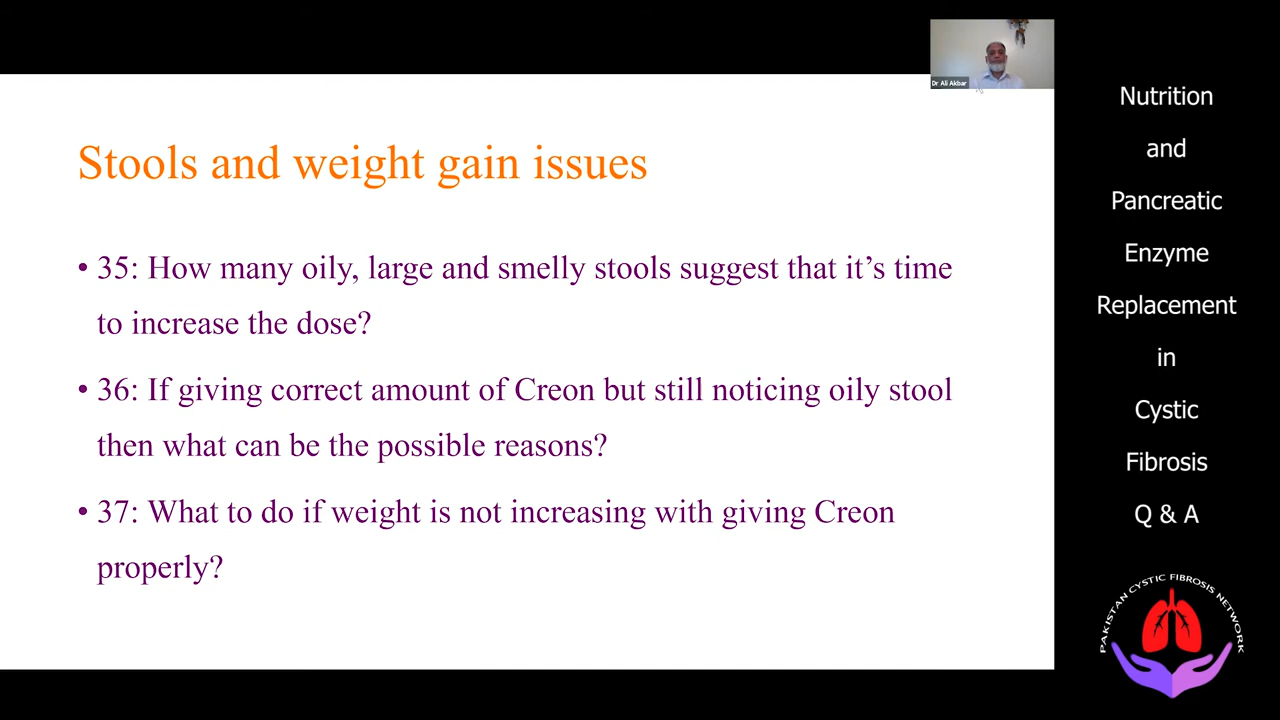 Dr Ali Akbar
Stools and weight gain issues
• 35: How many oily, large and smelly stools suggest that it’s time
to increase the dose?
• 36: If giving correct amount of Creon but still noticing oily stool
then what can be the possible reasons?
• 37: What to do if weight is not increasing with giving Creon
properly?
Nutrition
and
Pancreatic
Enzyme
Replacement
in
Cystic
Fibrosis
Q & A
PAKISTAN CYSTIC FIBROSIS NETWORK